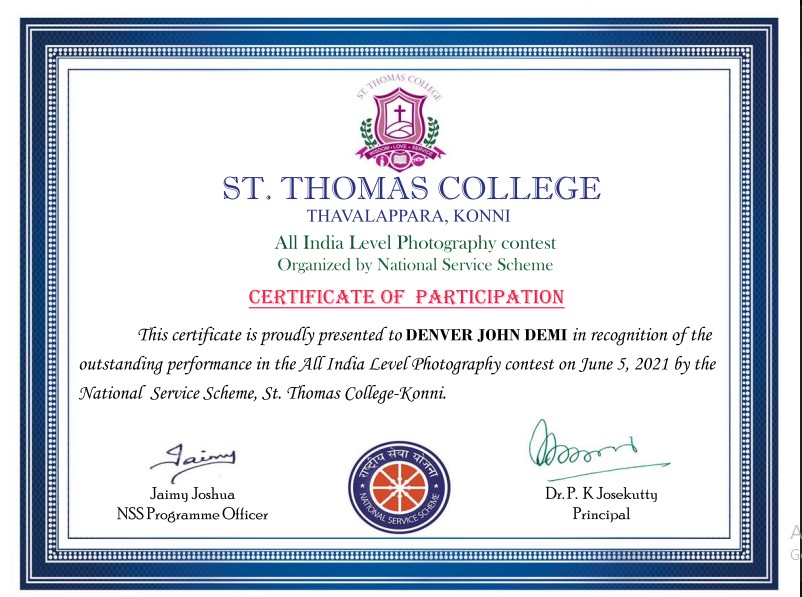 ST. THOMAS COLLEGE
WISDOM • LOVE • SERVICE
ST. THOMAS COLLEGE
THAVALAPPARA, KONNI
All India Level Photography contest
Organized by National Service Scheme
CERTIFICATE OF PARTICIPATION
This certificate is proudly presented to DENVER JOHN DEMI in recognition of the
outstanding performance in the All India Level Photography contest on June 5, 2021 by the
National Service Scheme, St. Thomas College-Konni.
Jaimy
राष्ट्रीय सेवा योजना
NATIONAL SERVICE SCHEME
Jaimy Joshua
NSS Programme Officer
Dr. P. K Josekutty
Principal